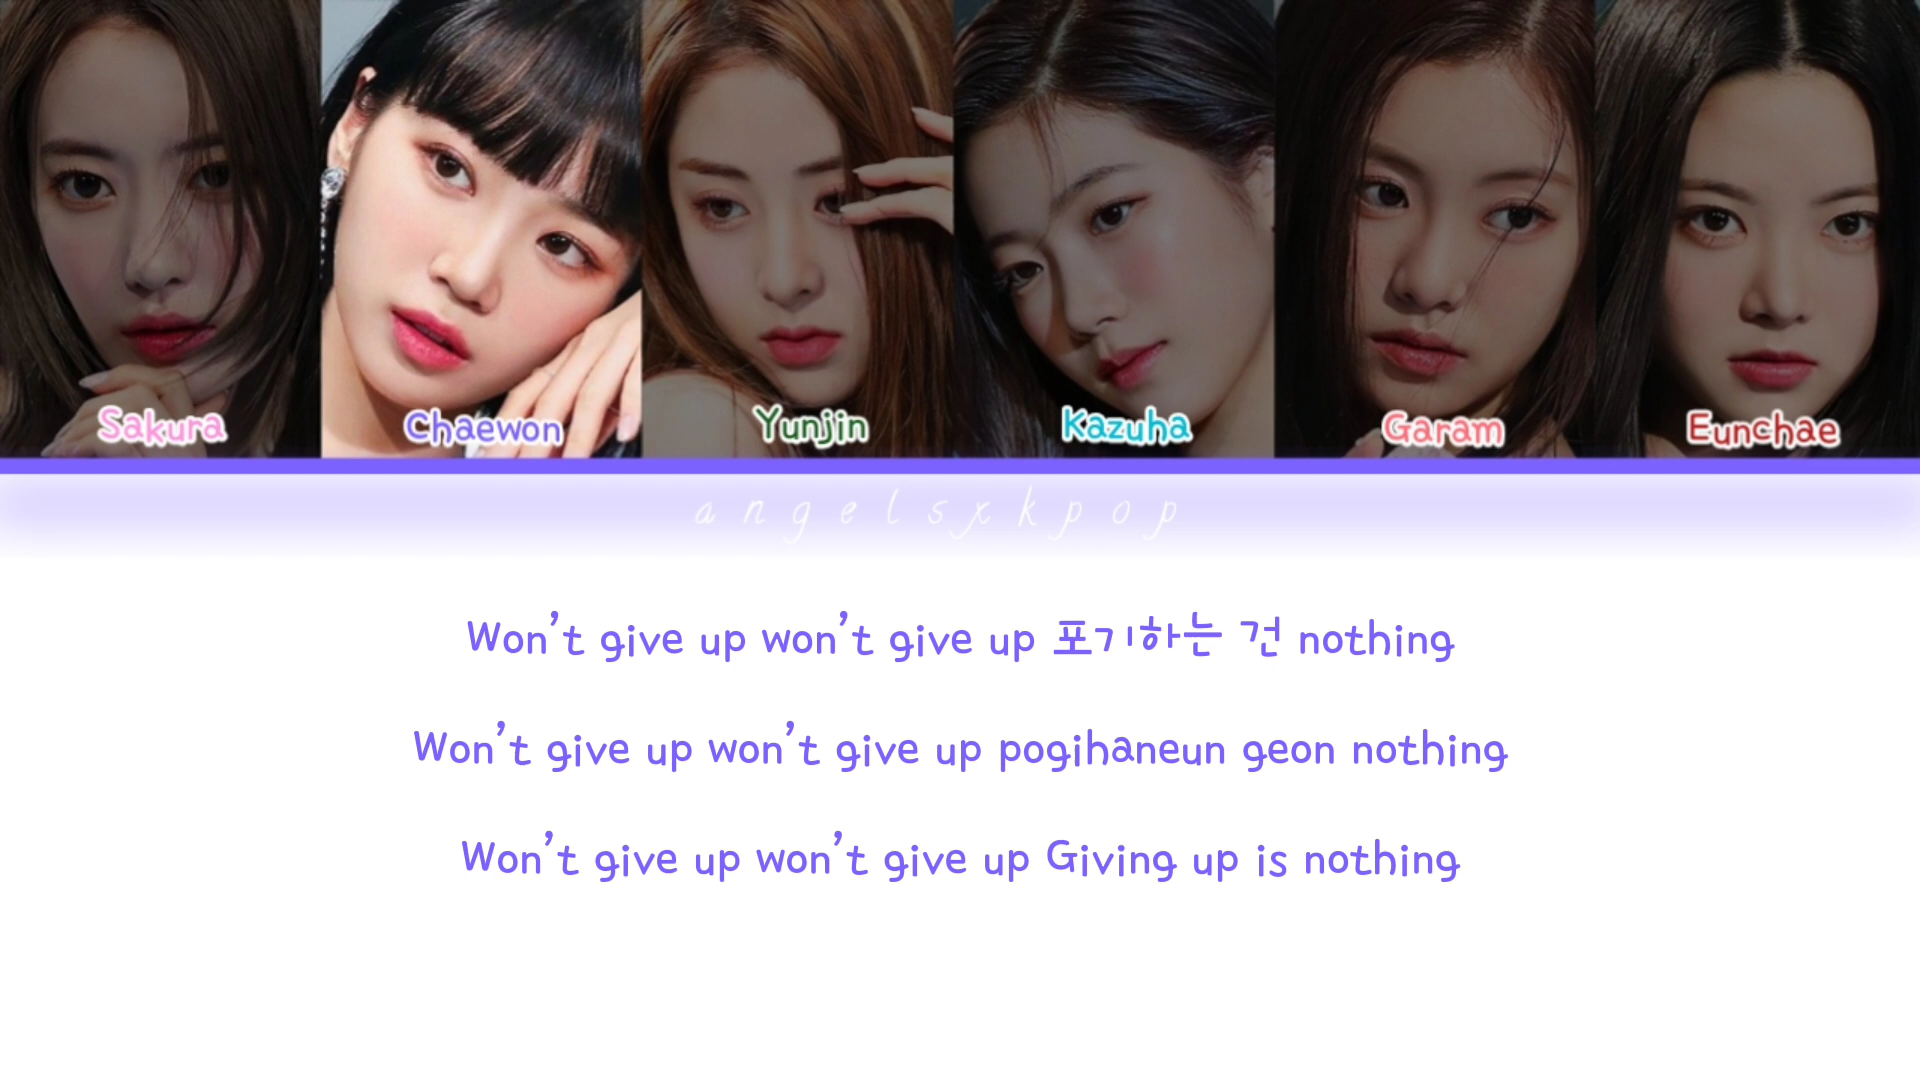 Sakura Chaewon Yunjin Kazuha Garam Eunchae
angelsxkpop
Won't give up won't give up 포기하는 건 nothing
Won't give up won't give up pogihaneun geon nothing
Won't give up won't give up Giving up is nothing